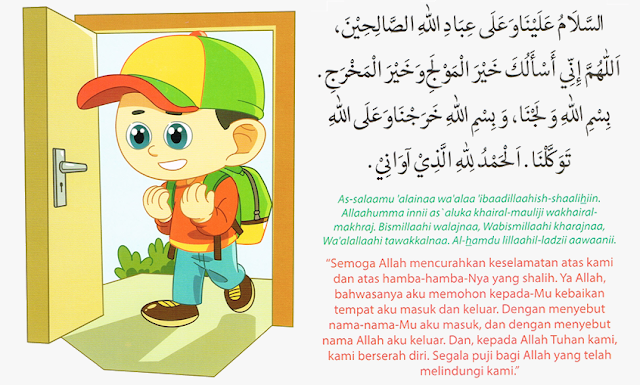 السَّلَامُ عَلَيْنَا وَعَلَى عِبَادِ اللهِ الصَّالِحِيْنَ،
اَللّٰهُمَّ إِنِّي أَسْأَلُكَ خَيْرَ الْمَوْلَجِ وَخَيْرَ الْمَخْرَجِ.
بِسْمِ اللهِ وَلَجْنَا، وَبِسْمِ اللهِ خَرَجْنَا وَعَلَى اللهِ
تَوَكَّلْنَا. اَلْحَمْدُ لِلهِ الَّذِيْ آوَانِيْ.
As-salaamu 'alainaa wa'alaa 'ibaadillaahish-shaalihiin.
Allaahumma innii as`aluka khairal-mauliji wakhairal-
makhraj. Bismillaahi walajnaa, Wabismillaahi kharajnaa,
Wa'alallaahi tawakkalnaa. Al-hamdu lillaahil-ladzii aawaanii.
“Semoga Allah mencurahkan keselamatan atas kami
dan atas hamba-hamba-Nya yang shalih. Ya Allah,
bahwasanya aku memohon kepada-Mu kebaikan
tempat aku masuk dan keluar. Dengan menyebut
nama-nama-Mu aku masuk, dan dengan menyebut
nama Allah aku keluar. Dan, kepada Allah Tuhan kami,
kami berserah diri. Segala puji bagi Allah yang telah
melindungi kami.”